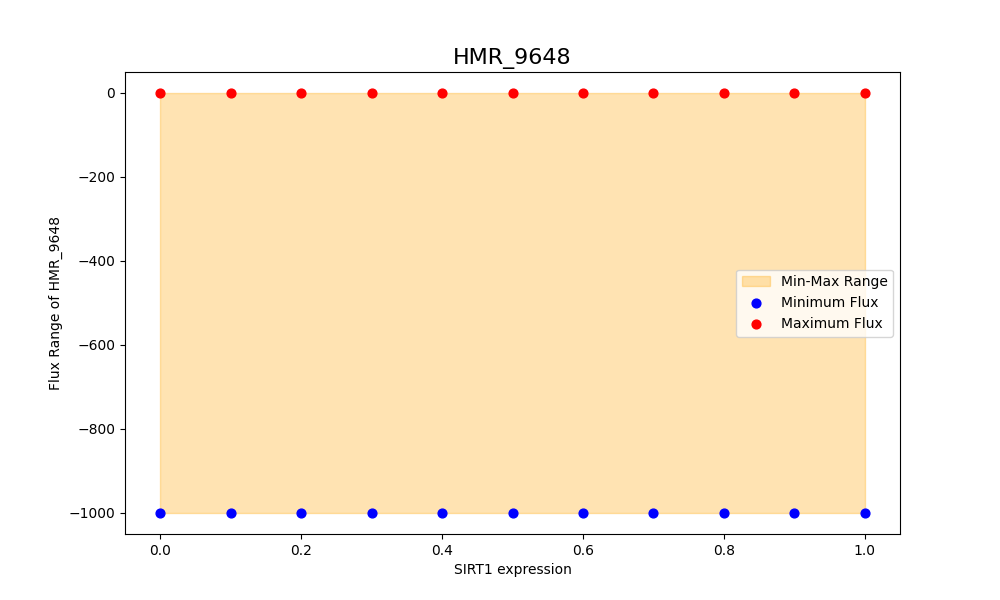 HMR_9648
Flux Range of HMR_9648
0
−200
−400
−600
−800
−1000
Min-Max Range
Minimum Flux
Maximum Flux
0.0 0.2 0.4 0.6 0.8 1.0
SIRT1 expression